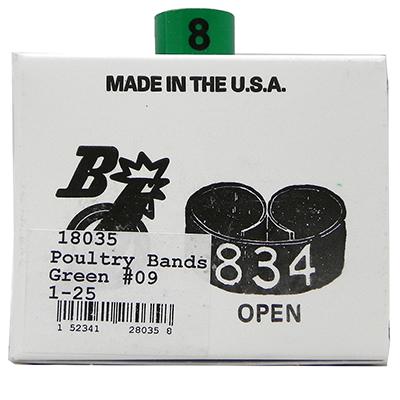 8
MADE IN THE U.S.A.
BF
834
18035
Poultry Bands
Green #09
1-25
1 52341 28035 8
OPEN